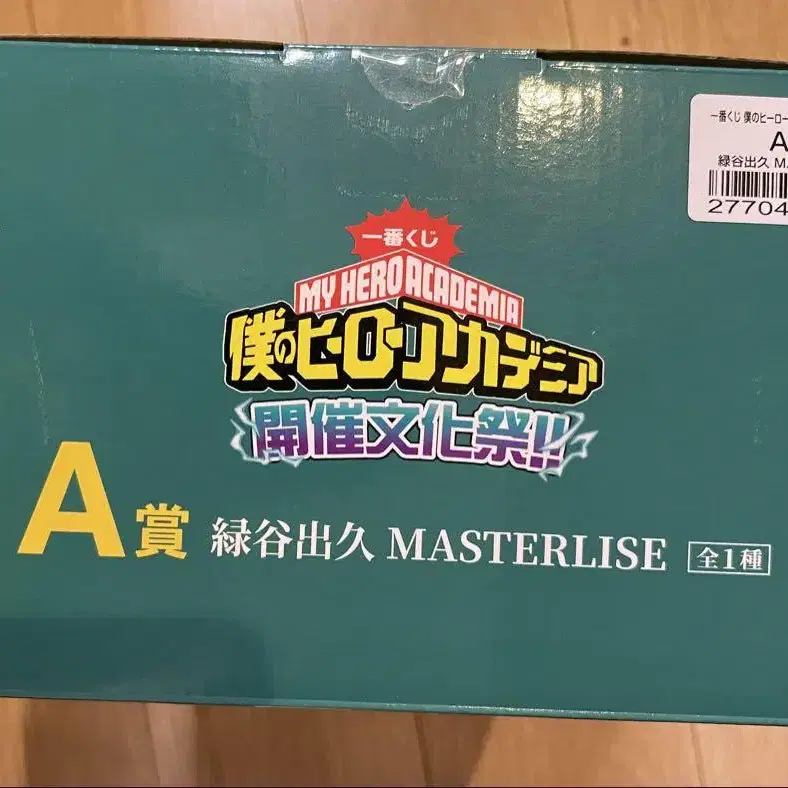 一番くじ 僕のヒーロー
A
緑谷出久 M
27704
一番くじ
MY HERO ACADEMIA
僕のヒーローアカデミア
開催文化祭!!
A賞 緑谷出久 MASTERLISE 全1種